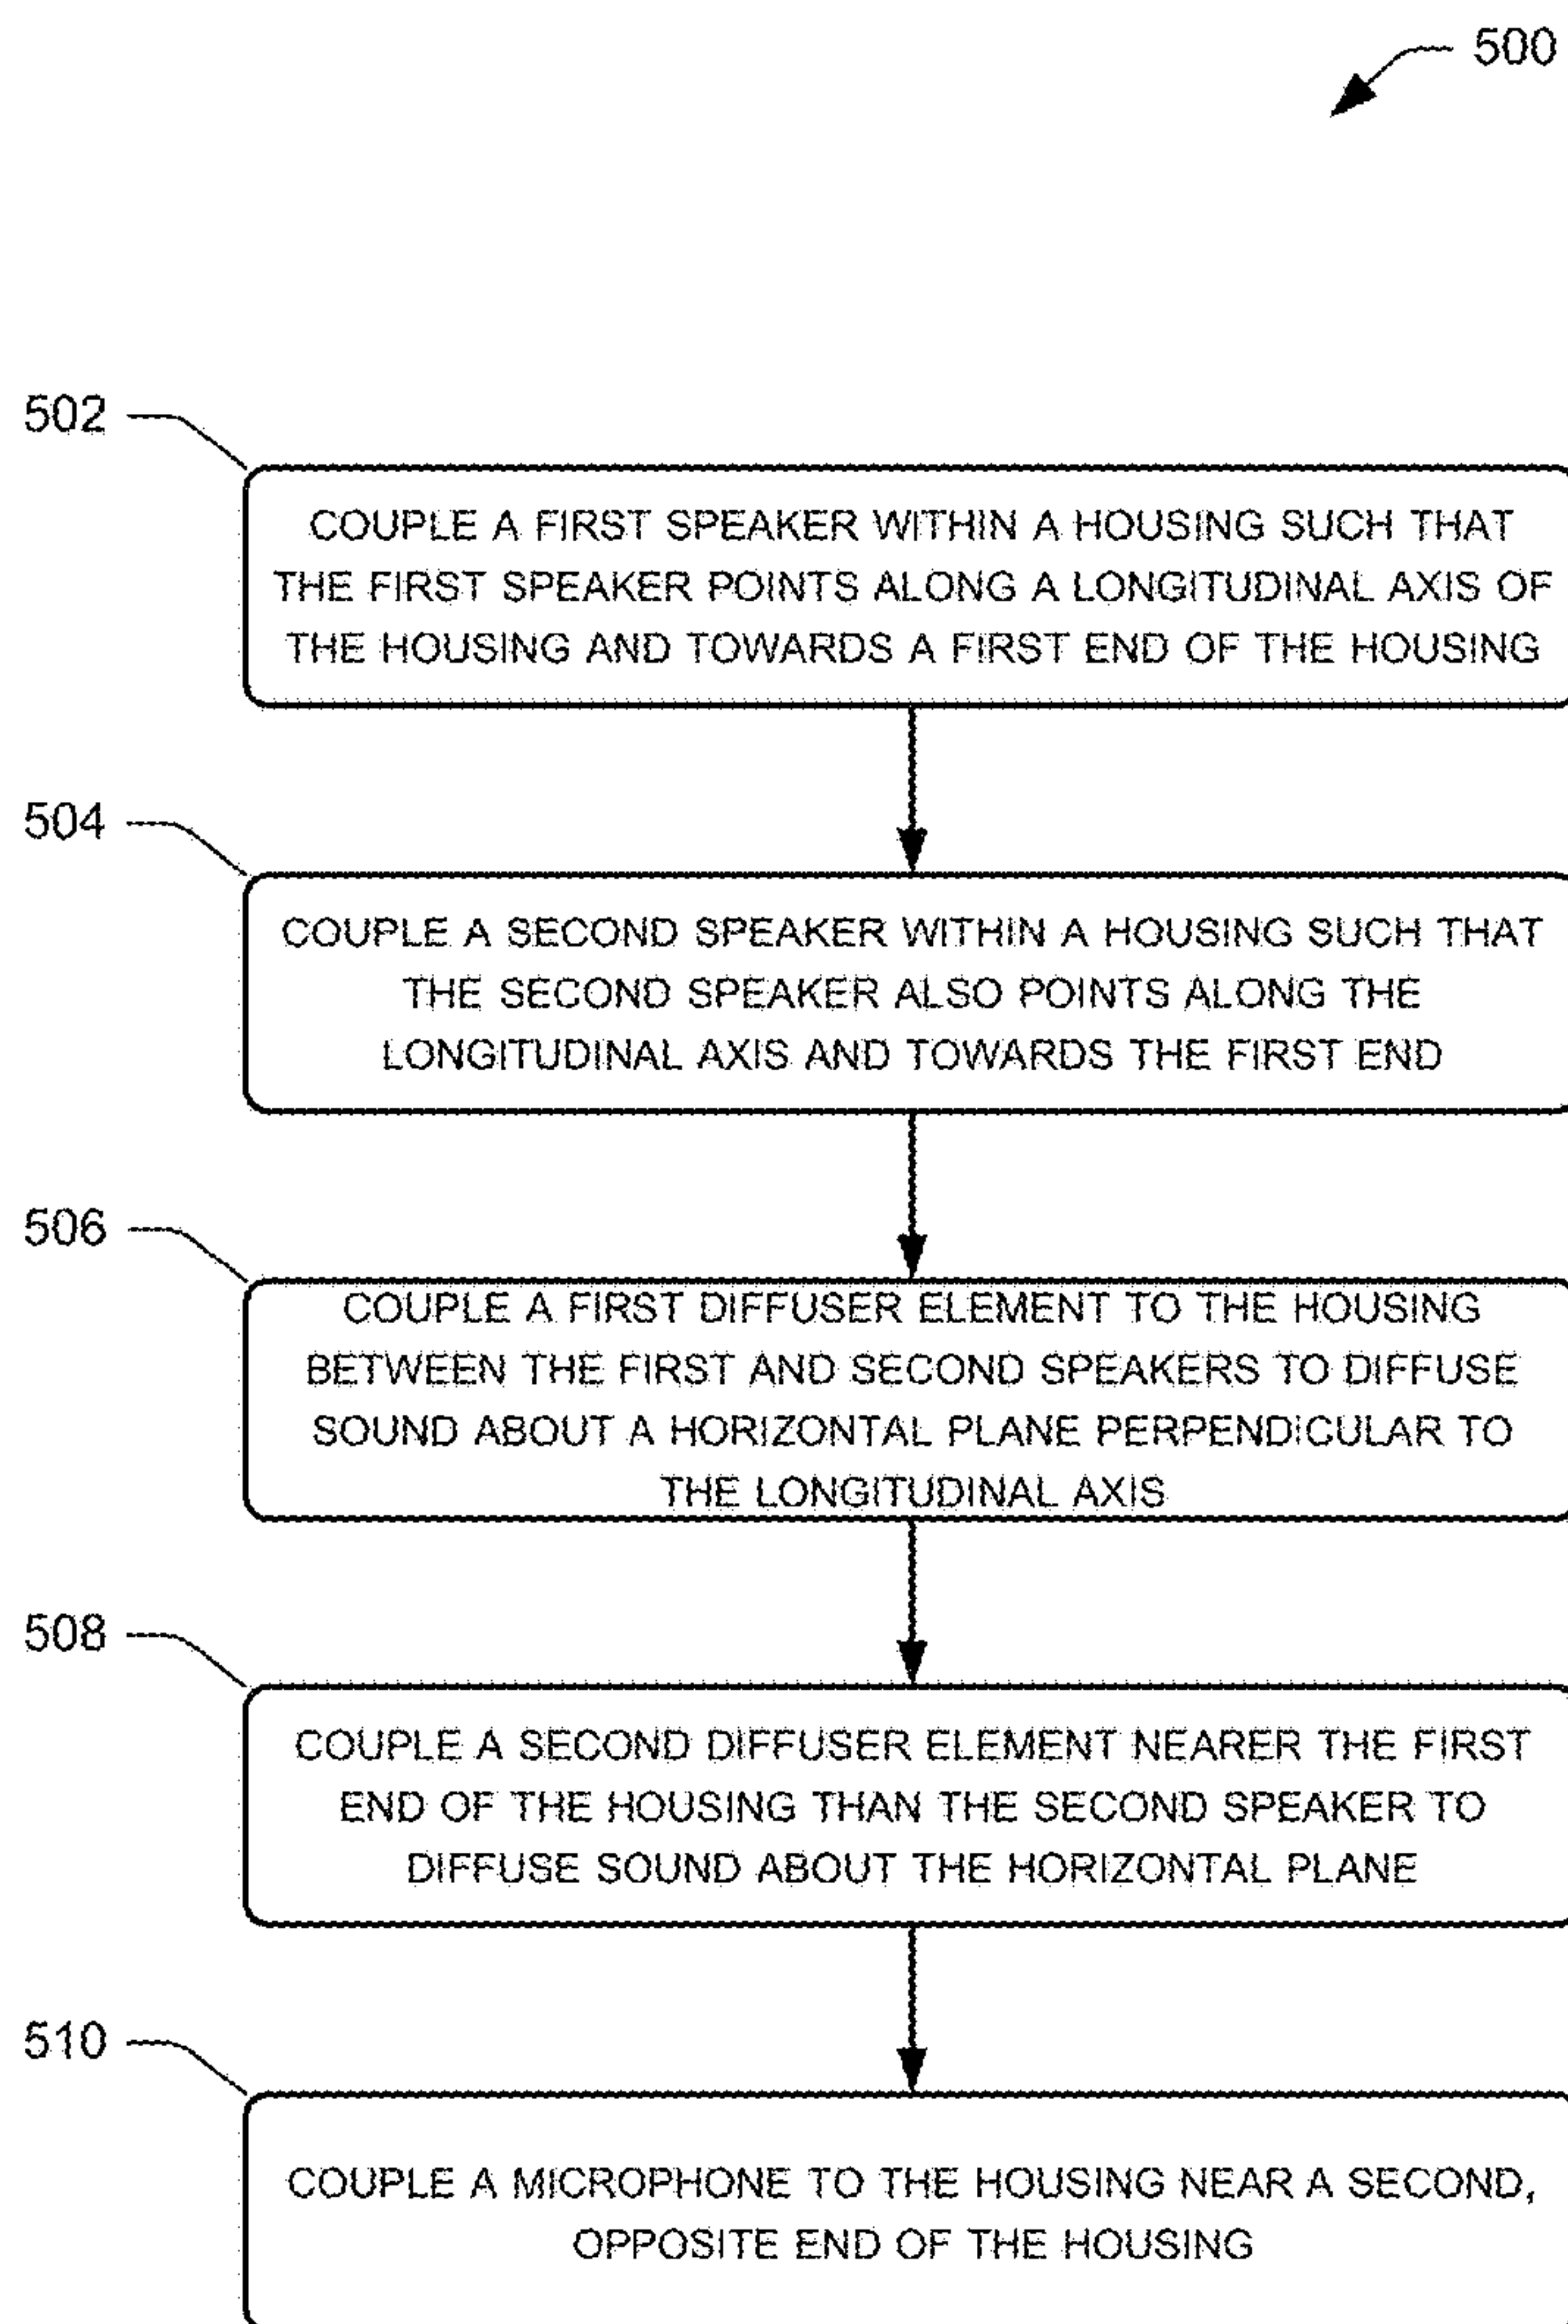 500
502
COUPLE A FIRST SPEAKER WITHIN A HOUSING SUCH THAT
THE FIRST SPEAKER POINTS ALONG A LONGITUDINAL AXIS OF
THE HOUSING AND TOWARDS A FIRST END OF THE HOUSING
504
COUPLE A SECOND SPEAKER WITHIN A HOUSING SUCH THAT
THE SECOND SPEAKER ALSO POINTS ALONG THE
LONGITUDINAL AXIS AND TOWARDS THE FIRST END
506
COUPLE A FIRST DIFFUSER ELEMENT TO THE HOUSING
BETWEEN THE FIRST AND SECOND SPEAKERS TO DIFFUSE
SOUND ABOUT A HORIZONTAL PLANE PERPENDICULAR TO
THE LONGITUDINAL AXIS
508
COUPLE A SECOND DIFFUSER ELEMENT NEARER THE FIRST
END OF THE HOUSING THAN THE SECOND SPEAKER TO
DIFFUSE SOUND ABOUT THE HORIZONTAL PLANE
510
COUPLE A MICROPHONE TO THE HOUSING NEAR A SECOND,
OPPOSITE END OF THE HOUSING